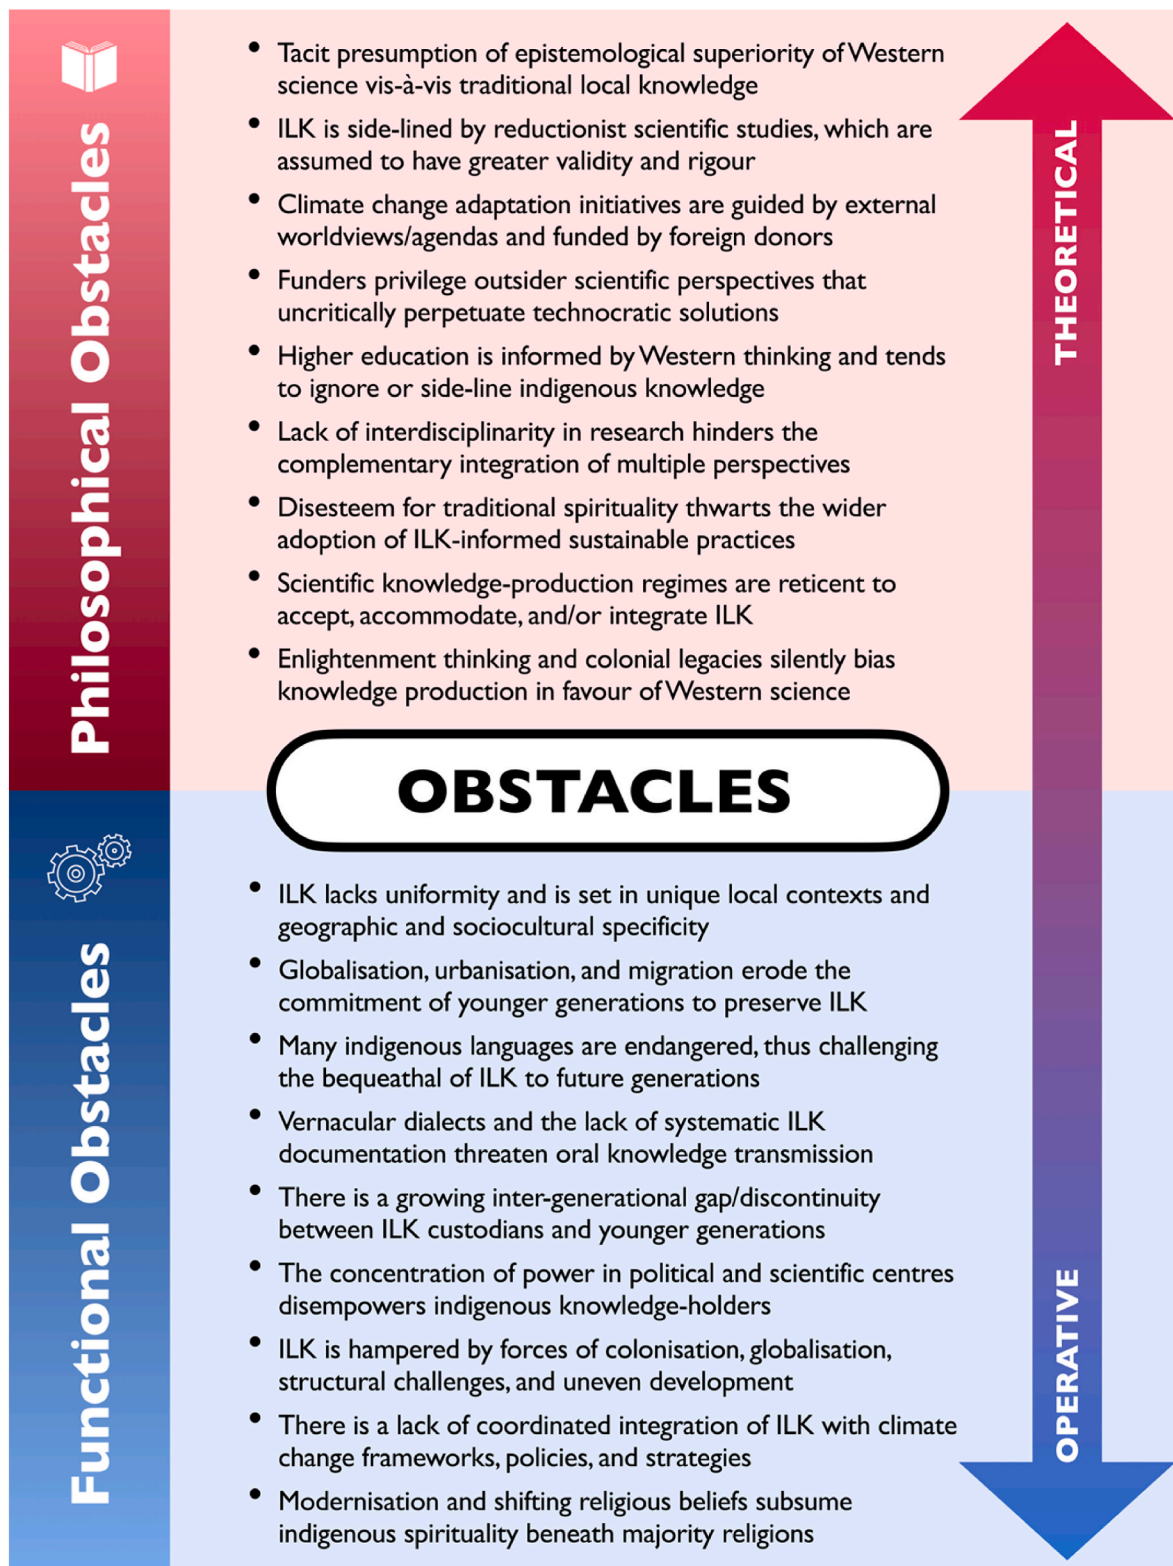 Philosophical Obstacles
• Tacit presumption of epistemological superiority of Western
science vis-à-vis traditional local knowledge
• ILK is side-lined by reductionist scientific studies, which are
assumed to have greater validity and rigour
• Climate change adaptation initiatives are guided by external
worldviews/agendas and funded by foreign donors
• Funders privilege outsider scientific perspectives that
uncritically perpetuate technocratic solutions
• Higher education is informed by Western thinking and tends
to ignore or side-line indigenous knowledge
• Lack of interdisciplinarity in research hinders the
complementary integration of multiple perspectives
• Disesteem for traditional spirituality thwarts the wider
adoption of ILK-informed sustainable practices
• Scientific knowledge-production regimes are reticent to
accept, accommodate, and/or integrate ILK
• Enlightenment thinking and colonial legacies silently bias
knowledge production in favour of Western science
THEORETICAL
OBSTACLES
Functional Obstacles
• ILK lacks uniformity and is set in unique local contexts and
geographic and sociocultural specificity
• Globalisation, urbanisation, and migration erode the
commitment of younger generations to preserve ILK
• Many indigenous languages are endangered, thus challenging
the bequeathal of ILK to future generations
• Vernacular dialects and the lack of systematic ILK
documentation threaten oral knowledge transmission
• There is a growing inter-generational gap/discontinuity
between ILK custodians and younger generations
• The concentration of power in political and scientific centres
disempowers indigenous knowledge-holders
• ILK is hampered by forces of colonisation, globalisation,
structural challenges, and uneven development
• There is a lack of coordinated integration of ILK with climate
change frameworks, policies, and strategies
• Modernisation and shifting religious beliefs subsume
indigenous spirituality beneath majority religions
OPERATIVE